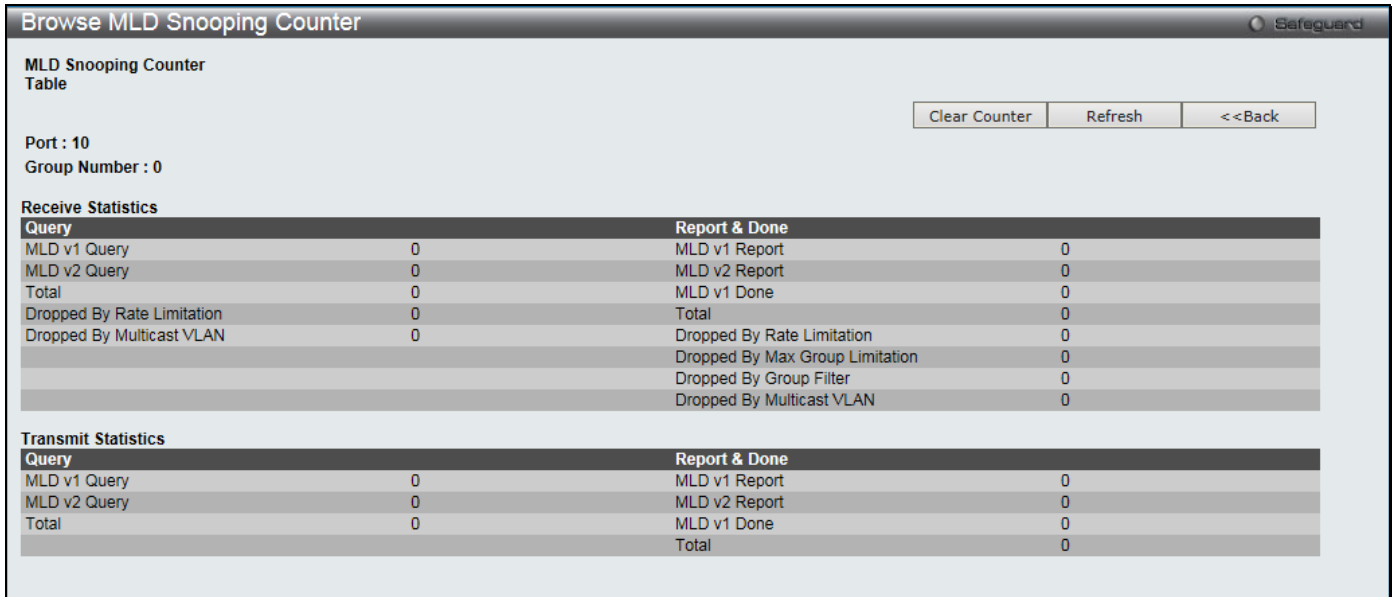 Browse MLD Snooping Counter
Safeguard
MLD Snooping Counter
Table
Clear Counter Refresh <<Back
Port : 10
Group Number : 0
Receive Statistics
Query Report & Done
MLD v1 Query 0 MLD v1 Report 0
MLD v2 Query 0 MLD v2 Report 0
Total 0 MLD v1 Done 0
Dropped By Rate Limitation 0 Total 0
Dropped By Multicast VLAN 0 Dropped By Rate Limitation 0
Dropped By Max Group Limitation 0
Dropped By Group Filter 0
Dropped By Multicast VLAN 0
Transmit Statistics
Query Report & Done
MLD v1 Query 0 MLD v1 Report 0
MLD v2 Query 0 MLD v2 Report 0
Total 0 MLD v1 Done 0
Total 0